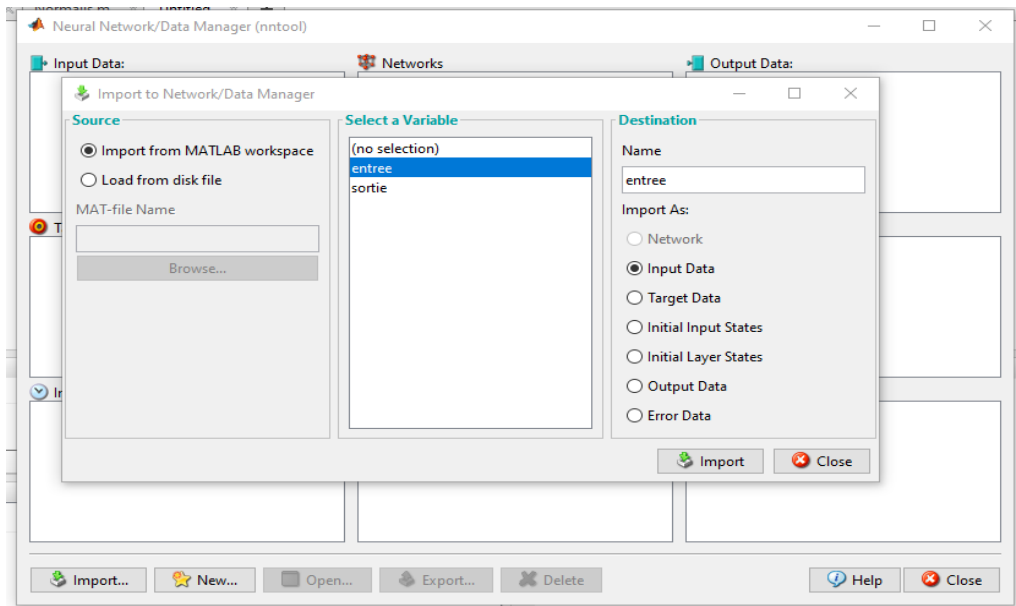 Normalis.m Untitled
Neural Network/Data Manager (nntool)
Input Data:
Networks
Output Data:
Import to Network/Data Manager
Source
Import from MATLAB workspace
Load from disk file
MAT-file Name
Browse...
Select a Variable
(no selection)
entree
sortie
Destination
Name
entree
Import As:
Network
Input Data
Target Data
Initial Input States
Initial Layer States
Output Data
Error Data
Import
Close
Import...
New...
Open...
Export...
Delete
Help
Close